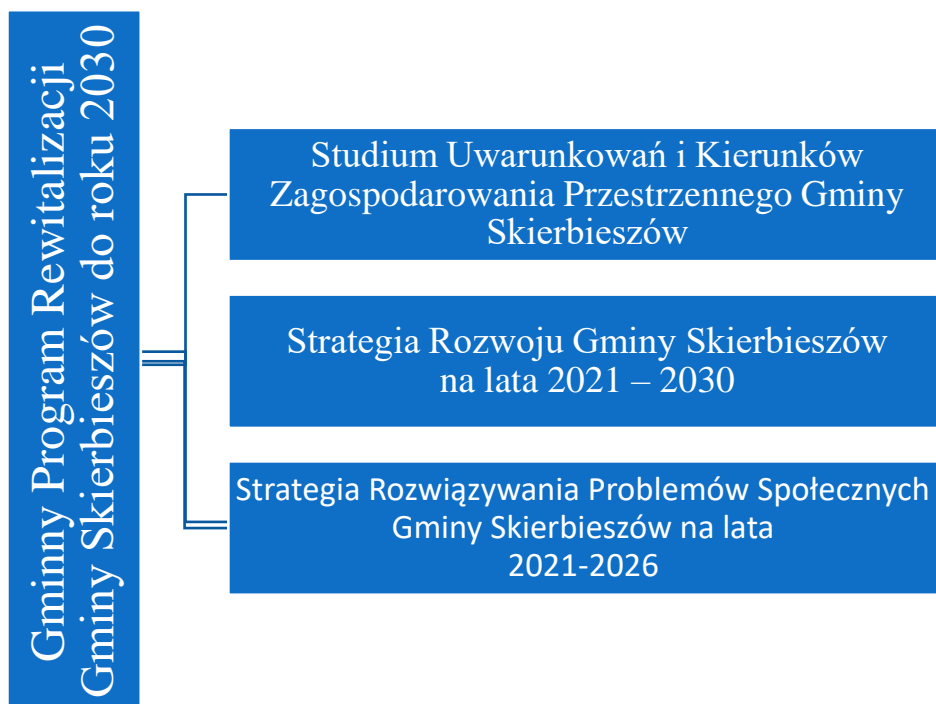 Gminny Program Rewitalizacji
Gminy Skierbieszów do roku 2030
Studium Uwarunkowań i Kierunków
Zagospodarowania Przestrzennego Gminy
Skierbieszów
Strategia Rozwoju Gminy Skierbieszów
na lata 2021 – 2030
Strategia Rozwiązywania Problemów Społecznych
Gminy Skierbieszów na lata
2021-2026